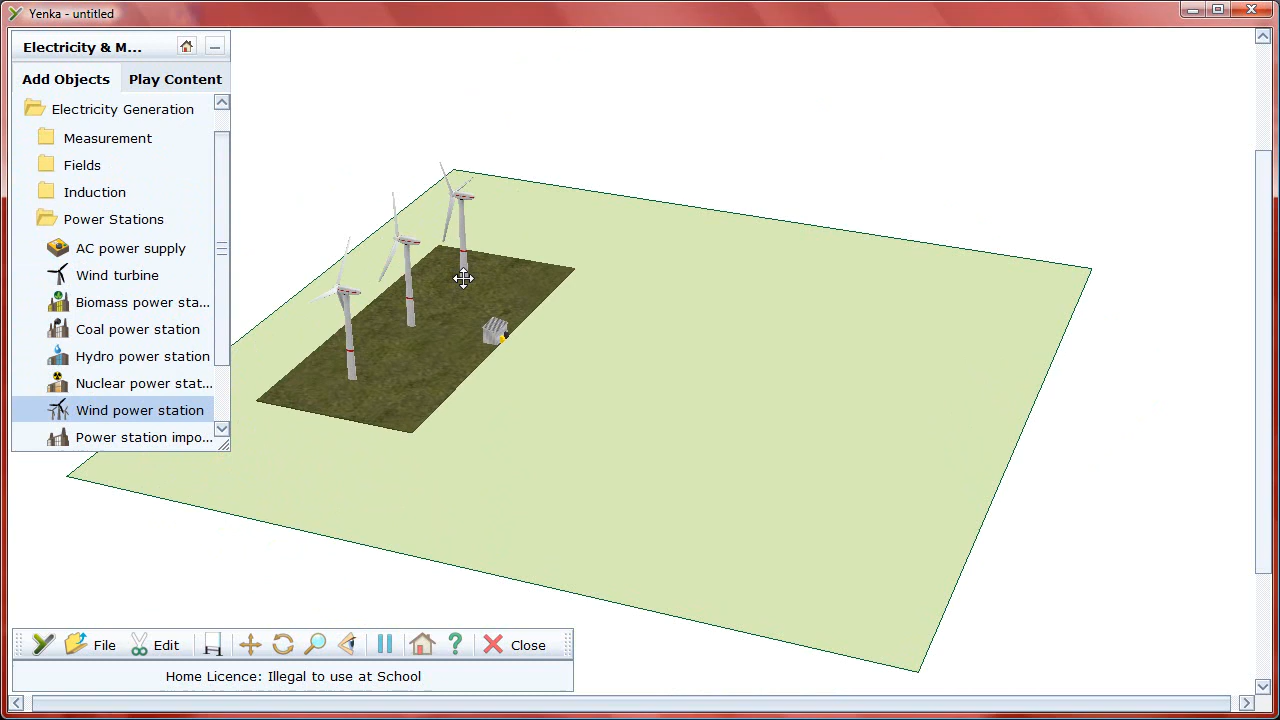 Yenka - untitled
Electricity & M...
Add Objects
Play Content
Electricity Generation
Measurement
Fields
Induction
Power Stations
AC power supply
Wind turbine
Biomass power sta...
Coal power station
Hydro power station
Nuclear power stat...
Wind power station
Power station impo...
File
Edit
?
Close
Home Licence: Illegal to use at School